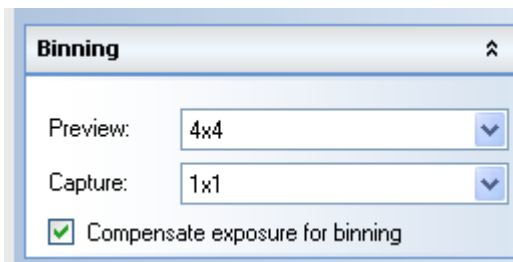 Binning
Preview: 4x4
Capture: 1x1
Compensate exposure for binning